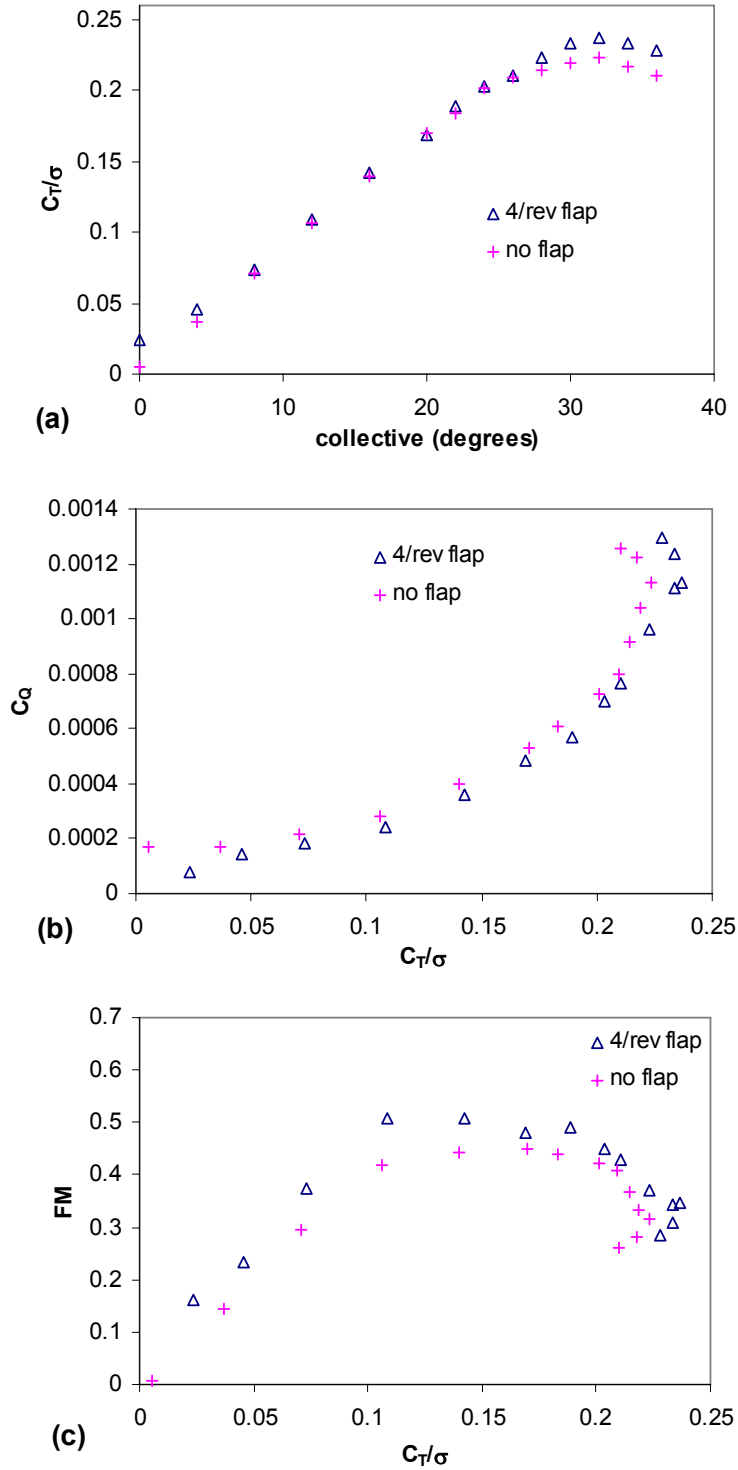 0.25
0.2
0.15
0.1
0.05
0
C_T/σ
4/rev flap
no flap
0 10 20 30 40
collective (degrees)
(a)
0.0014
0.0012
0.001
0.0008
0.0006
0.0004
0.0002
0
C_Q
4/rev flap
no flap
0 0.05 0.1 0.15 0.2 0.25
C_T/σ
(b)
0.7
0.6
0.5
0.4
0.3
0.2
0.1
0
FM
4/rev flap
no flap
0 0.05 0.1 0.15 0.2 0.25
C_T/σ
(c)